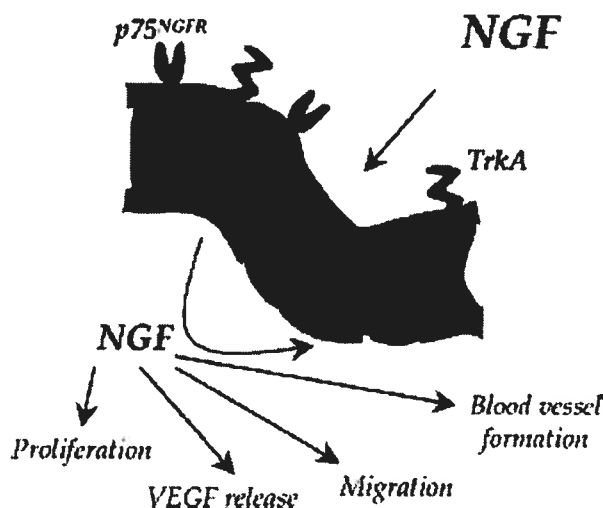 p75NGFR
NGF
TrkA
NGF
Blood vessel
formation
Proliferation
VEGF release
Migration